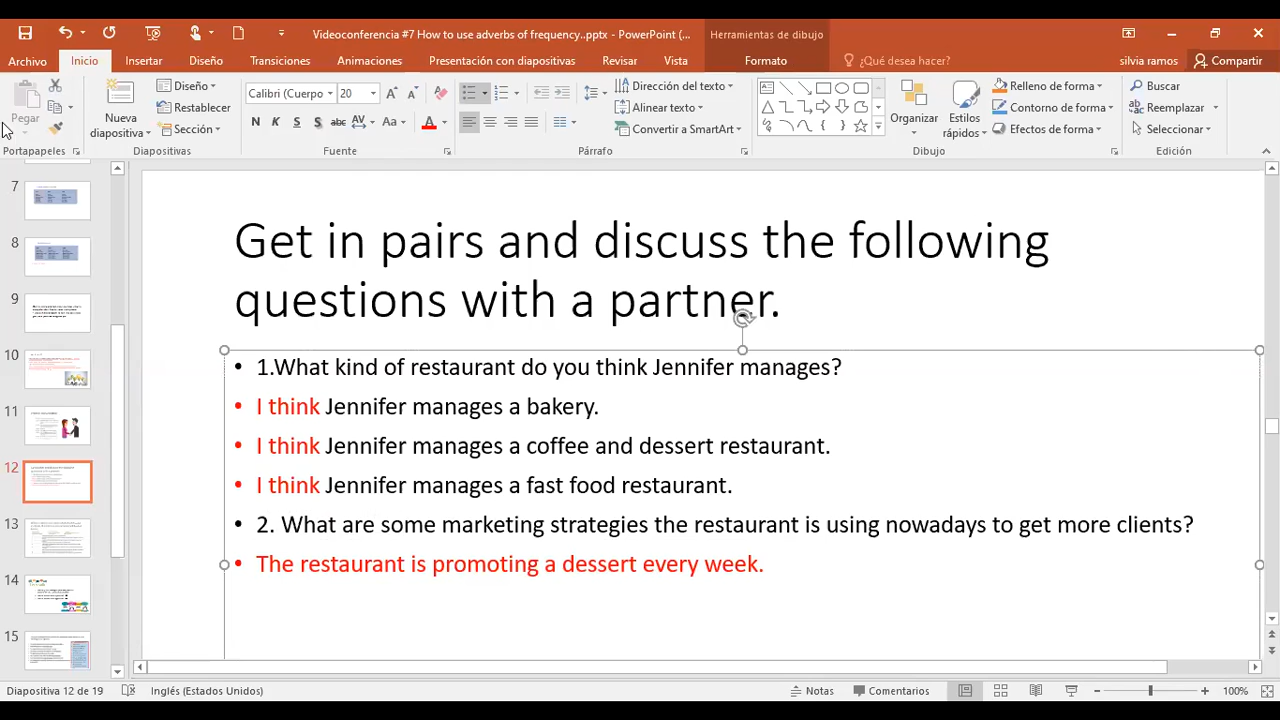 Videoconferencia #7 How to use adverbs of frequency..pptx - PowerPoint (...
Herramientas de dibujo
Archivo
Inicio
Insertar
Diseño
Transiciones
Animaciones
Presentación con diapositivas
Revisar
Vista
Formato
¿Qué desea hacer?
silvia ramos
Compartir
Pegar
Portapapeles
Nueva
diapositiva
Diseño
Restablecer
Sección
Diapositivas
Calibri (Cuerpo)
20
N K S S abc AV Aa A
Fuente
Dirección del texto
Alinear texto
Convertir a SmartArt
Párrafo
Organizar
Estilos
rápidos
Relleno de forma
Contorno de forma
Efectos de forma
Dibujo
Buscar
Reemplazar
Seleccionar
Edición
7
8
9
10
11
12
13
14
15
Get in pairs and discuss the following
questions with a partner.
• 1.What kind of restaurant do you think Jennifer manages?
• I think Jennifer manages a bakery.
• I think Jennifer manages a coffee and dessert restaurant.
• I think Jennifer manages a fast food restaurant.
• 2. What are some marketing strategies the restaurant is using nowadays to get more clients?
• The restaurant is promoting a dessert every week.
Diapositiva 12 de 19
Inglés (Estados Unidos)
Notas
Comentarios
100%